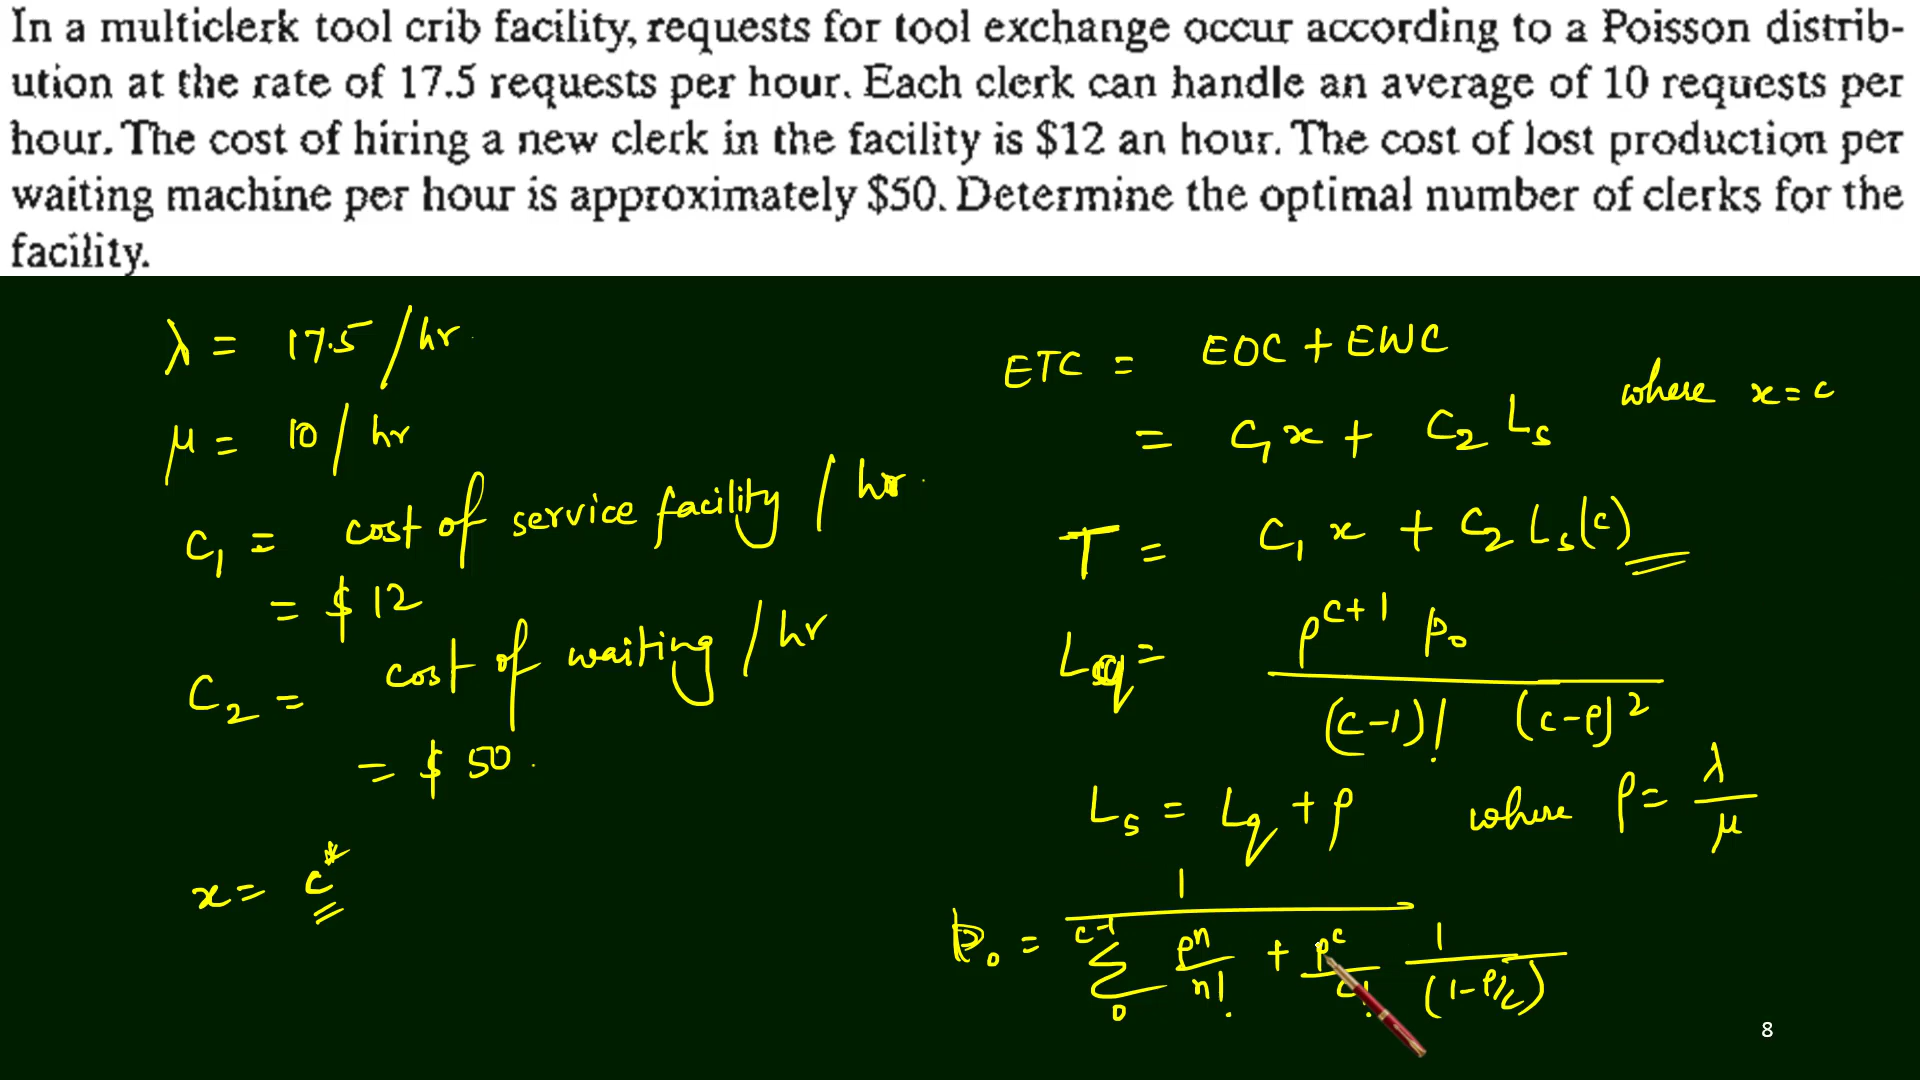 In a multiclerk tool crib facility, requests for tool exchange occur according to a Poisson distrib-
ution at the rate of 17.5 requests per hour. Each clerk can handle an average of 10 requests per
hour. The cost of hiring a new clerk in the facility is $12 an hour. The cost of lost production per
waiting machine per hour is approximately $50. Determine the optimal number of clerks for the
facility.
λ = 17.5 / hr.
μ = 10 / hr
C₁ = cost of service facility / hr.
= $ 12
C₂ = cost of waiting / hr
= $ 50.
x = c*
ETC = EOC + EWC
= C₁x + C₂ Ls where x = c
T = C₁ x + C₂ Ls(c)
Lq = ρ^(c+1) p₀ / (c-1)! (c-ρ)²
Ls = Lq + ρ where ρ = λ/μ
p₀ = 1 / Σ₀^(c-1) ρⁿ/n! + ρ^c/c! 1/(1-ρ/c)
8